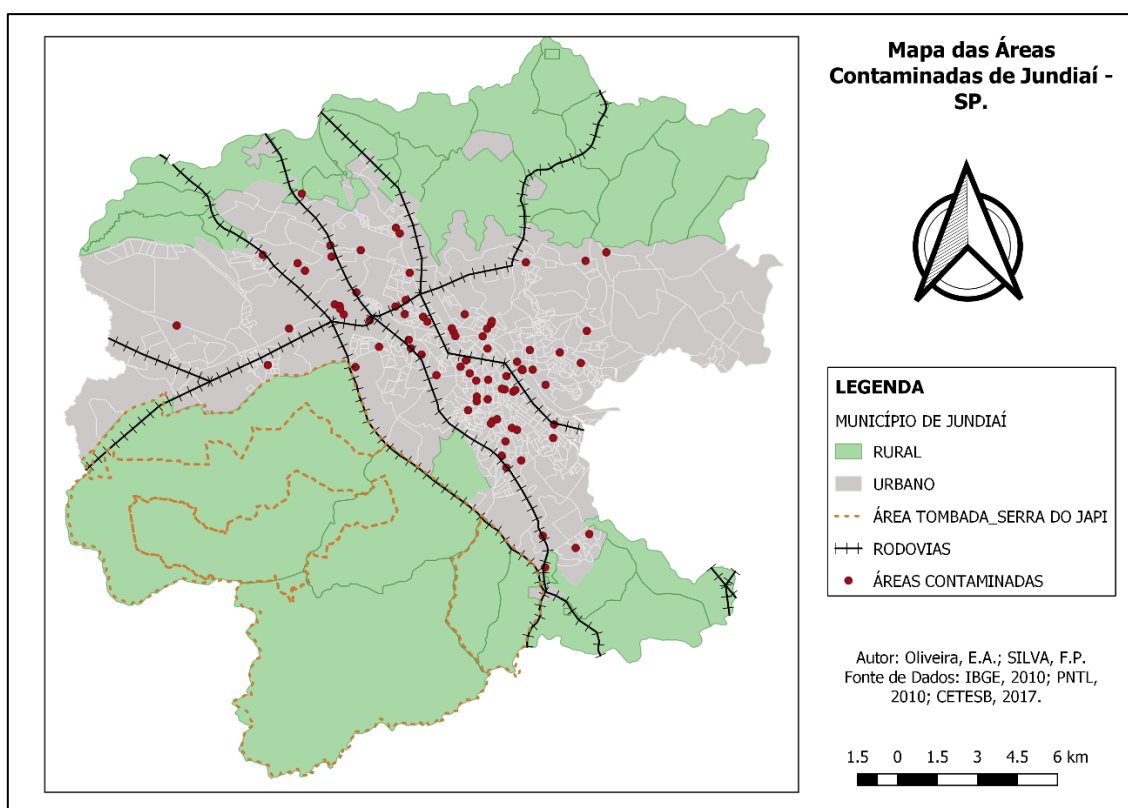 Mapa das Áreas
Contaminadas de Jundiaí -
SP.
LEGENDA
MUNICÍPIO DE JUNDIAÍ
RURAL
URBANO
ÁREA TOMBADA_SERRA DO JAPI
RODOVIAS
ÁREAS CONTAMINADAS
Autor: Oliveira, E.A.; SILVA, F.P.
Fonte de Dados: IBGE, 2010; PNTL,
2010; CETESB, 2017.
1.5 0 1.5 3 4.5 6 km